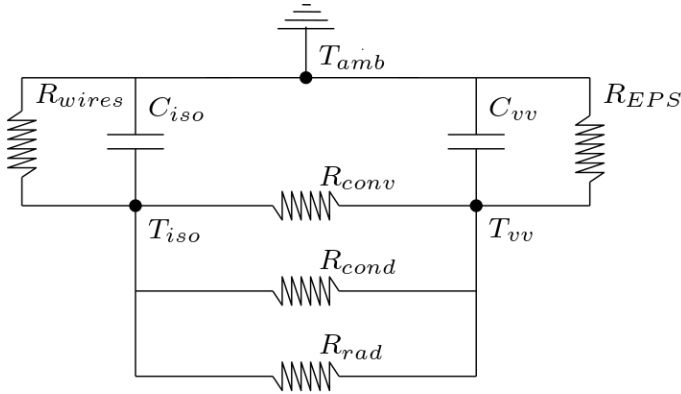 T_amb
R_wires
C_iso
C_vv
R_EPS
R_conv
T_iso
T_vv
R_cond
R_rad